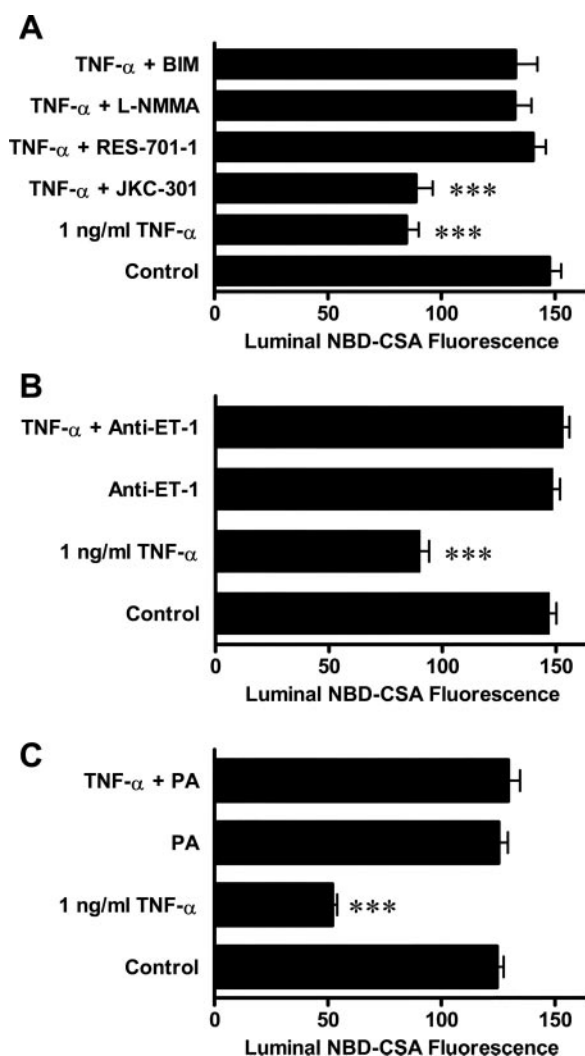 A
TNF-α + BIM
TNF-α + L-NMMA
TNF-α + RES-701-1
TNF-α + JKC-301 ***
1 ng/ml TNF-α ***
Control
0 50 100 150
Luminal NBD-CSA Fluorescence
B
TNF-α + Anti-ET-1
Anti-ET-1
1 ng/ml TNF-α ***
Control
0 50 100 150
Luminal NBD-CSA Fluorescence
C
TNF-α + PA
PA
1 ng/ml TNF-α ***
Control
0 50 100 150
Luminal NBD-CSA Fluorescence